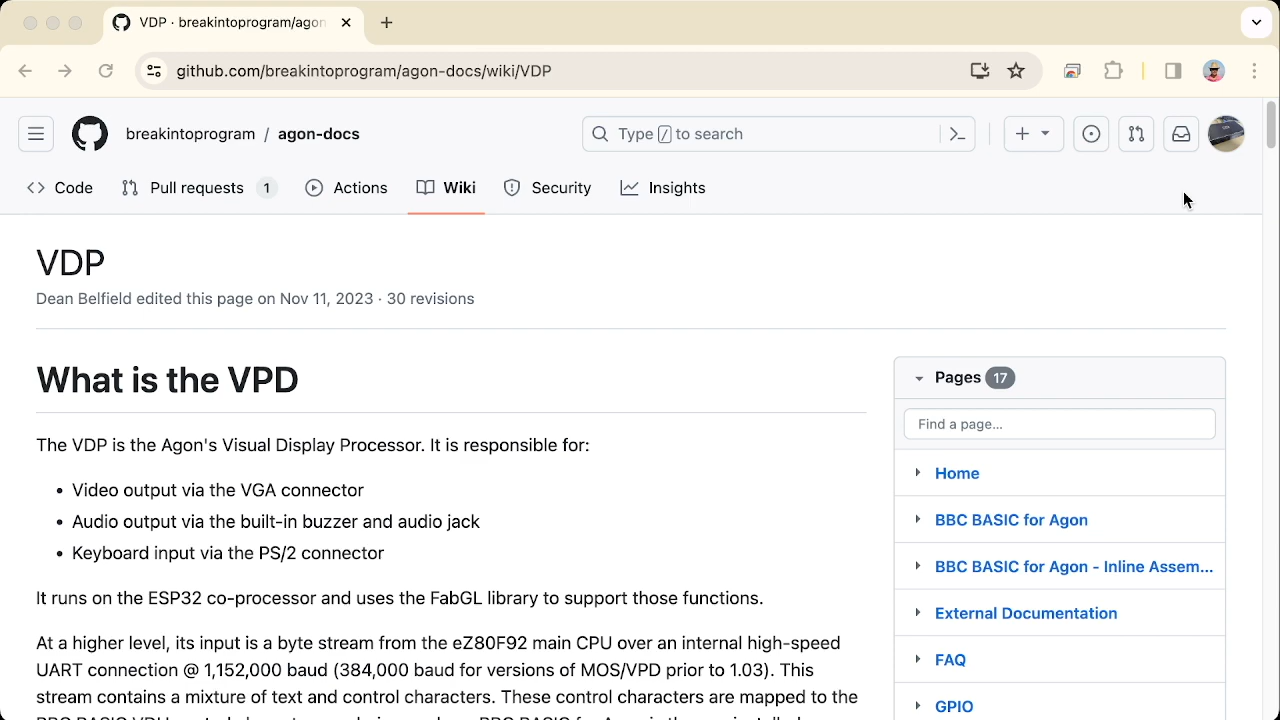 VDP · breakintoprogram/agon
github.com/breakintoprogram/agon-docs/wiki/VDP
breakintoprogram / agon-docs
Type / to search
Code
Pull requests 1
Actions
Wiki
Security
Insights
VDP
Dean Belfield edited this page on Nov 11, 2023 · 30 revisions
What is the VPD
The VDP is the Agon's Visual Display Processor. It is responsible for:
• Video output via the VGA connector
• Audio output via the built-in buzzer and audio jack
• Keyboard input via the PS/2 connector
It runs on the ESP32 co-processor and uses the FabGL library to support those functions.
At a higher level, its input is a byte stream from the eZ80F92 main CPU over an internal high-speed
UART connection @ 1,152,000 baud (384,000 baud for versions of MOS/VPD prior to 1.03). This
stream contains a mixture of text and control characters. These control characters are mapped to the
Pages 17
Find a page...
Home
BBC BASIC for Agon
BBC BASIC for Agon - Inline Assem...
External Documentation
FAQ
GPIO